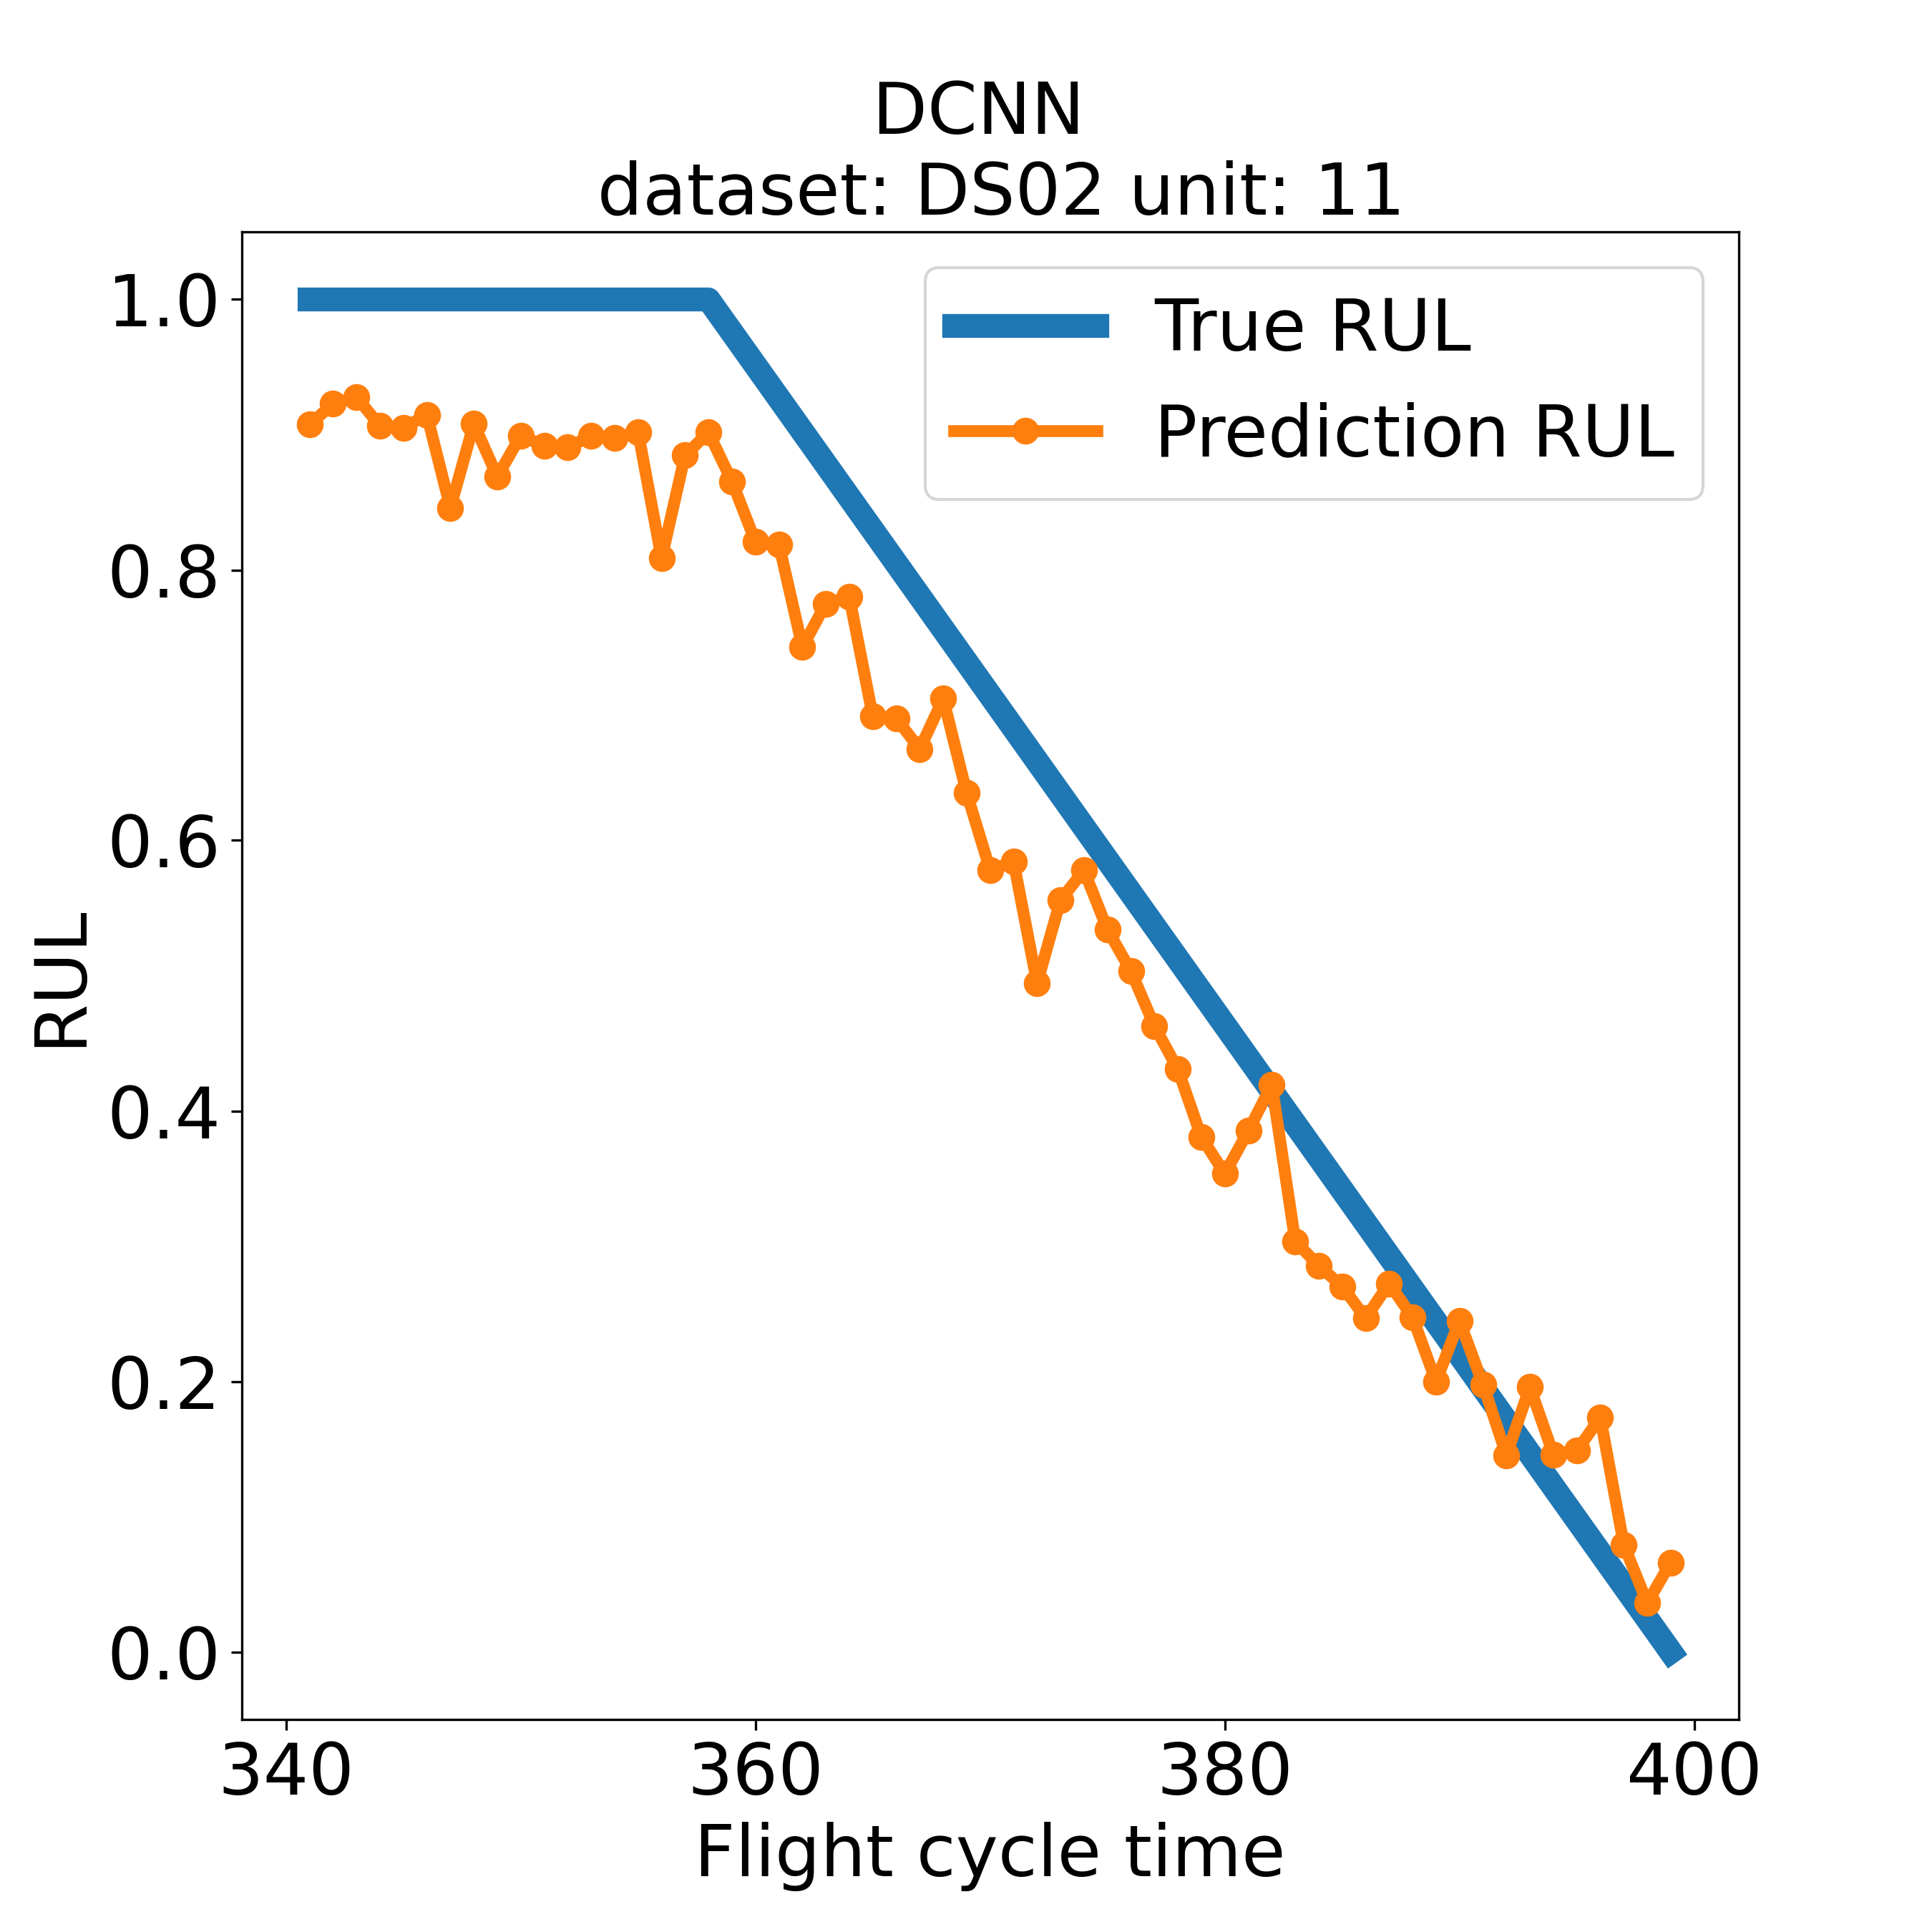 DCNN
dataset: DS02 unit: 11
True RUL
Prediction RUL
1.0
0.8
0.6
0.4
0.2
0.0
RUL
340 360 380 400
Flight cycle time